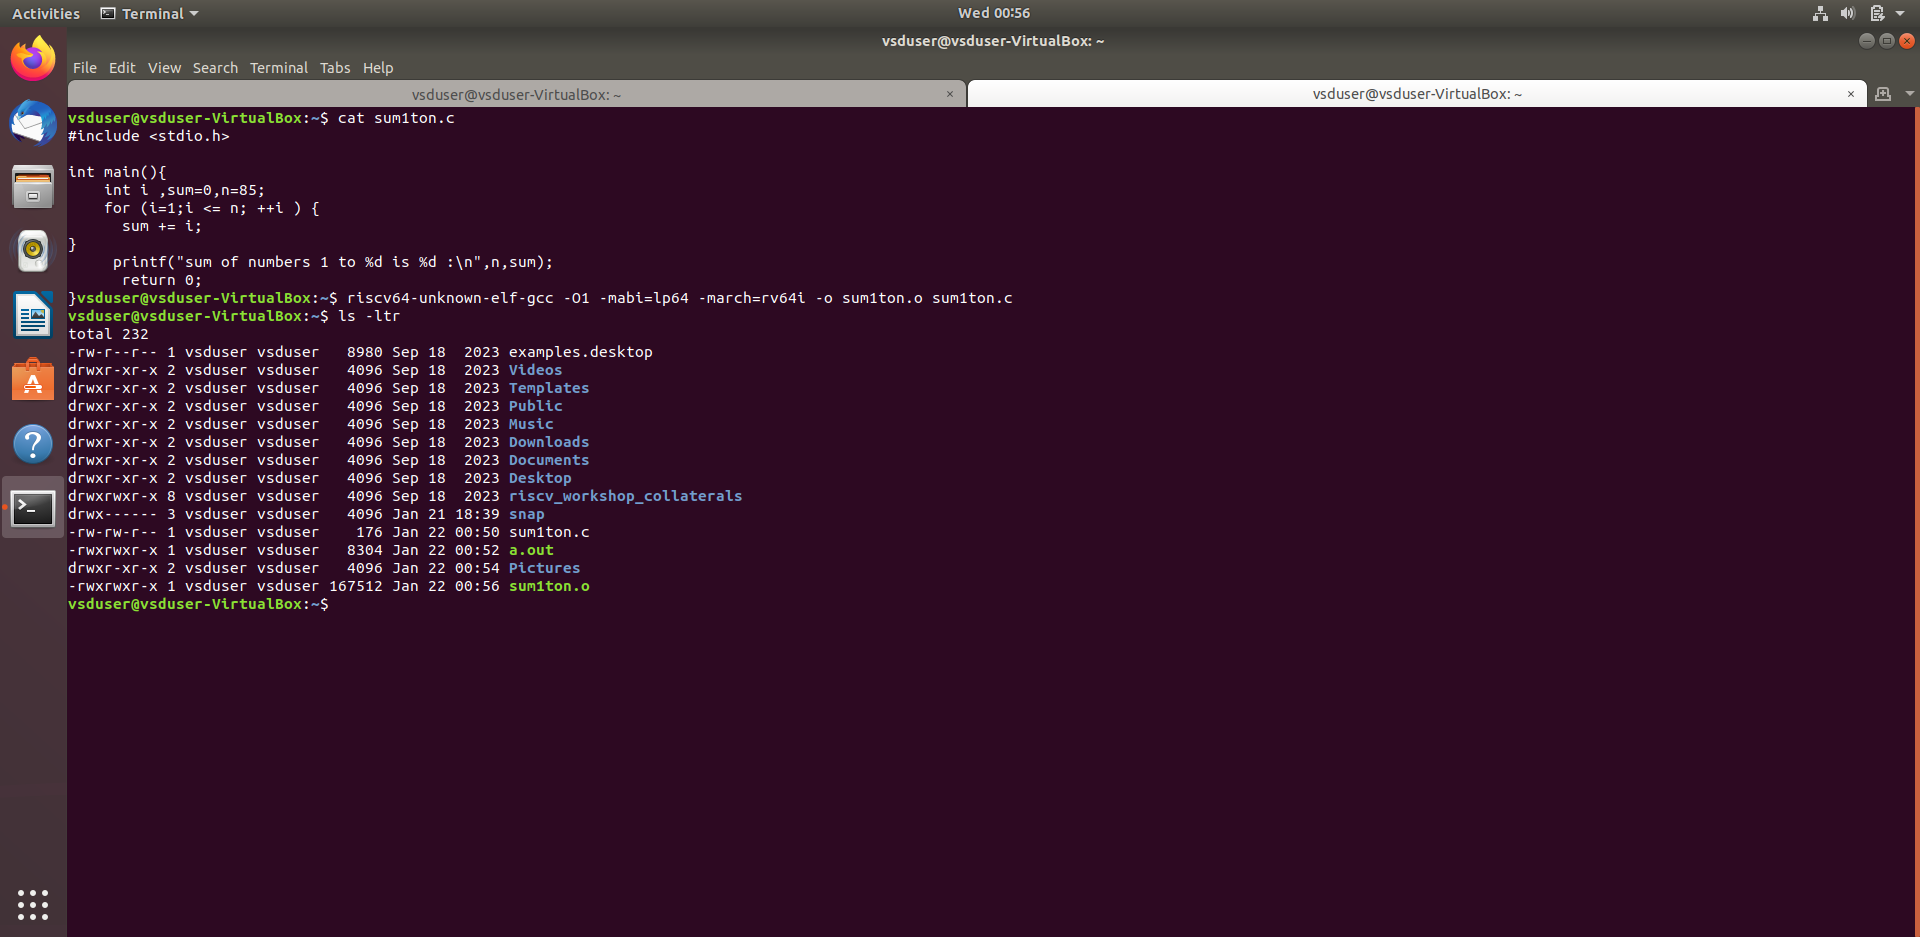 Activities Terminal Wed 00:56
vsduser@vsduser-VirtualBox: ~
File Edit View Search Terminal Tabs Help
vsduser@vsduser-VirtualBox: ~ × vsduser@vsduser-VirtualBox: ~ ×
vsduser@vsduser-VirtualBox:~$ cat sum1ton.c
#include <stdio.h>

int main(){
    int i ,sum=0,n=85;
    for (i=1;i <= n; ++i ) {
      sum += i;
}
     printf("sum of numbers 1 to %d is %d :\n",n,sum);
      return 0;
}vsduser@vsduser-VirtualBox:~$ riscv64-unknown-elf-gcc -O1 -mabi=lp64 -march=rv64i -o sum1ton.o sum1ton.c
vsduser@vsduser-VirtualBox:~$ ls -ltr
total 232
-rw-r--r-- 1 vsduser vsduser   8980 Sep 18  2023 examples.desktop
drwxr-xr-x 2 vsduser vsduser   4096 Sep 18  2023 Videos
drwxr-xr-x 2 vsduser vsduser   4096 Sep 18  2023 Templates
drwxr-xr-x 2 vsduser vsduser   4096 Sep 18  2023 Public
drwxr-xr-x 2 vsduser vsduser   4096 Sep 18  2023 Music
drwxr-xr-x 2 vsduser vsduser   4096 Sep 18  2023 Downloads
drwxr-xr-x 2 vsduser vsduser   4096 Sep 18  2023 Documents
drwxr-xr-x 2 vsduser vsduser   4096 Sep 18  2023 Desktop
drwxrwxr-x 8 vsduser vsduser   4096 Sep 18  2023 riscv_workshop_collaterals
drwx------ 3 vsduser vsduser   4096 Jan 21 18:39 snap
-rw-rw-r-- 1 vsduser vsduser    176 Jan 22 00:50 sum1ton.c
-rwxrwxr-x 1 vsduser vsduser   8304 Jan 22 00:52 a.out
drwxr-xr-x 2 vsduser vsduser   4096 Jan 22 00:54 Pictures
-rwxrwxr-x 1 vsduser vsduser 167512 Jan 22 00:56 sum1ton.o
vsduser@vsduser-VirtualBox:~$